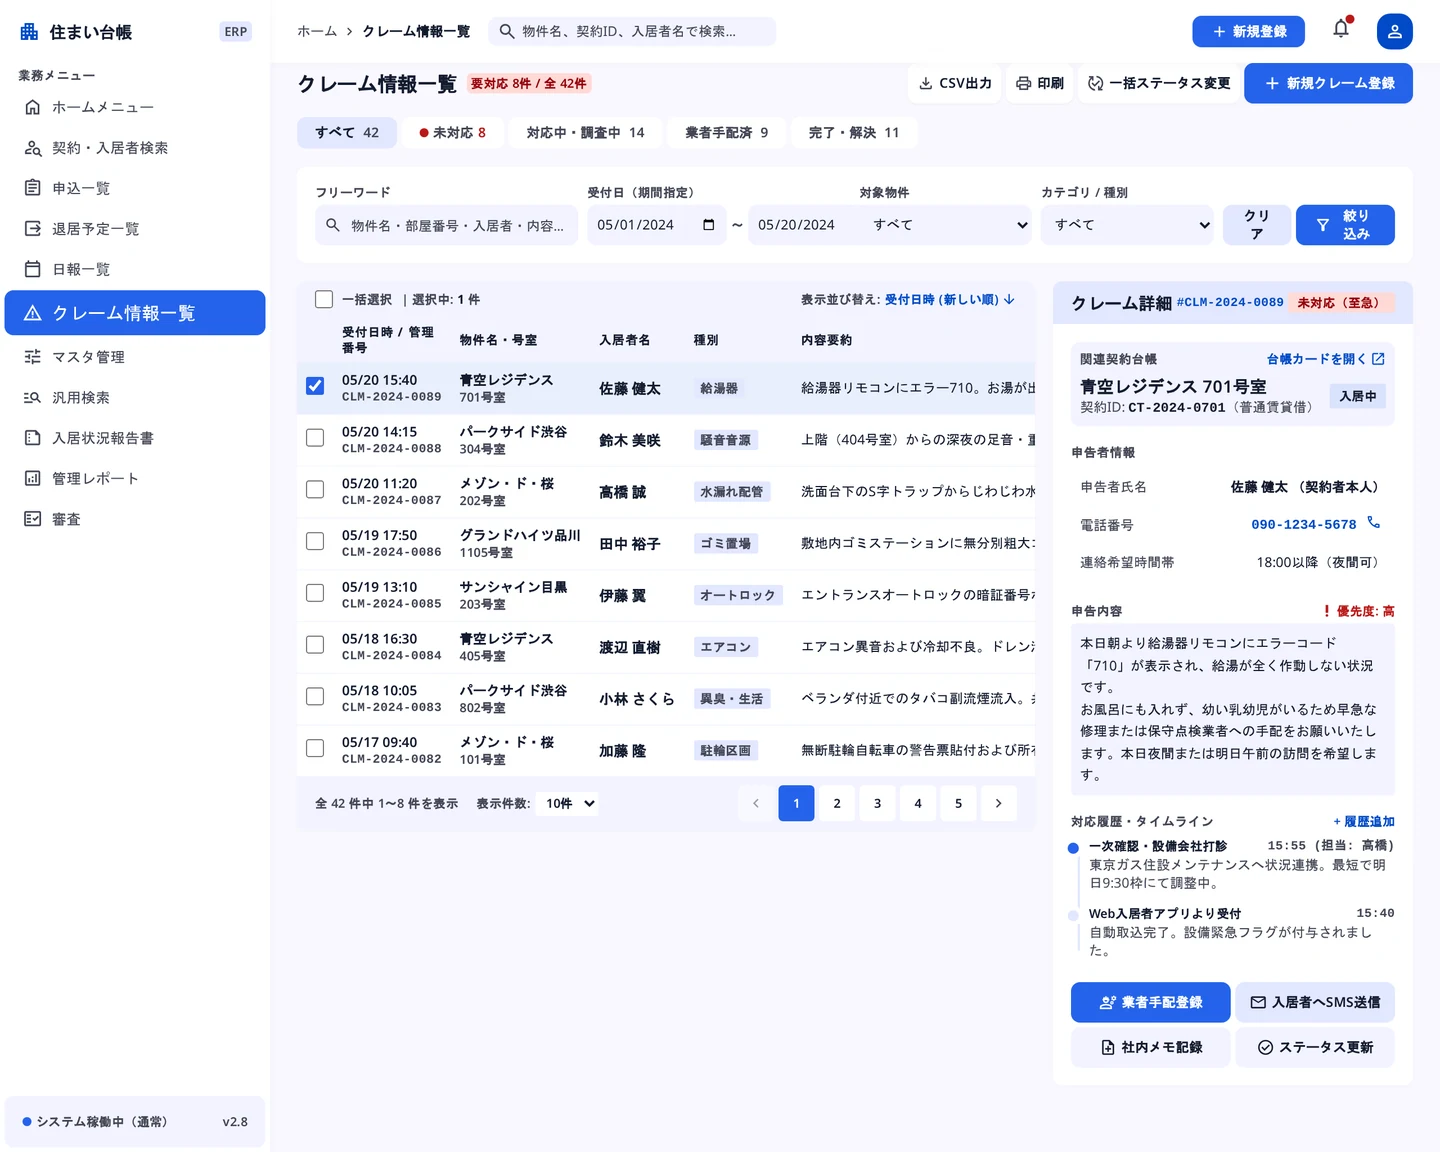 住まい台帳 ERP
業務メニュー
ホームメニュー
契約・入居者検索
申込一覧
退居予定一覧
日報一覧
クレーム情報一覧
マスタ管理
汎用検索
入居状況報告書
管理レポート
審査
システム稼働中（通常） v2.8
ホーム > クレーム情報一覧
物件名、契約ID、入居者名で検索...
新規登録
クレーム情報一覧 要対応 8件 / 全 42件
CSV出力 印刷 一括ステータス変更 新規クレーム登録
すべて 42 未対応 8 対応中・調査中 14 業者手配済 9 完了・解決 11
フリーワード 受付日（期間指定） 対象物件 カテゴリ / 種別
物件名・部屋番号・入居者・内容... 05/01/2024 〜 05/20/2024 すべて すべて
クリ
ア
絞り
込み
一括選択 | 選択中: 1 件 表示並び替え: 受付日時 (新しい順)
受付日時 / 管理
番号
物件名・号室 入居者名 種別 内容要約
05/20 15:40 青空レジデンス 佐藤 健太 給湯器 給湯器リモコンにエラー710。お湯が出
CLM-2024-0089 701号室
05/20 14:15 パークサイド渋谷 鈴木 美咲 騒音音源 上階（404号室）からの深夜の足音・重
CLM-2024-0088 304号室
05/20 11:20 メゾン・ド・桜 高橋 誠 水漏れ配管 洗面台下のS字トラップからじわじわ水
CLM-2024-0087 202号室
05/19 17:50 グランドハイツ品川 田中 裕子 ゴミ置場 敷地内ゴミステーションに無分別粗大
CLM-2024-0086 1105号室
05/19 13:10 サンシャイン目黒 伊藤 翼 オートロック エントランスオートロックの暗証番号
CLM-2024-0085 203号室
05/18 16:30 青空レジデンス 渡辺 直樹 エアコン エアコン異音および冷却不良。ドレン
CLM-2024-0084 405号室
05/18 10:05 パークサイド渋谷 小林 さくら 異臭・生活 ベランダ付近でのタバコ副流煙流入。
CLM-2024-0083 802号室
05/17 09:40 メゾン・ド・桜 加藤 隆 駐輪区画 無断駐輪自転車の警告票貼付および所有
CLM-2024-0082 101号室
全 42 件中 1〜8 件を表示 表示件数: 10件 1 2 3 4 5
クレーム詳細 #CLM-2024-0089 未対応（至急）
関連契約台帳 台帳カードを開く
青空レジデンス 701号室 入居中
契約ID: CT-2024-0701（普通賃貸借）
申告者情報
申告者氏名 佐藤 健太 （契約者本人）
電話番号 090-1234-5678
連絡希望時間帯 18:00以降（夜間可）
申告内容 優先度: 高
本日朝より給湯器リモコンにエラーコード
「710」が表示され、給湯が全く作動しない状況
です。
お風呂にも入れず、幼い乳幼児がいるため早急な
修理または保守点検業者への手配をお願いいたし
ます。本日夜間または明日午前の訪問を希望しま
す。
対応履歴・タイムライン + 履歴追加
一次確認・設備会社打診 15:55 (担当: 高橋)
東京ガス住設メンテナンスへ状況連携。最短で明
日9:30枠にて調整中。
Web入居者アプリより受付 15:40
自動取込完了。設備緊急フラグが付与されまし
た。
業者手配登録 入居者へSMS送信
社内メモ記録 ステータス更新